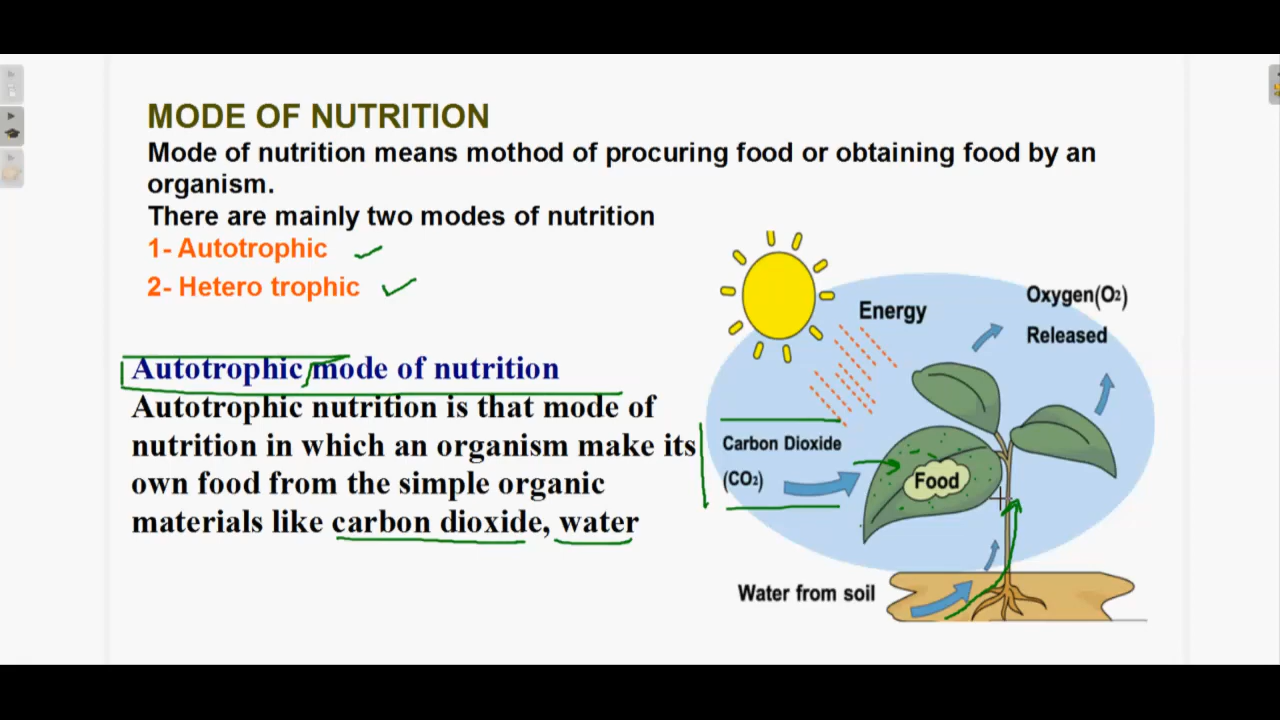 MODE OF NUTRITION
Mode of nutrition means mothod of procuring food or obtaining food by an
organism.
There are mainly two modes of nutrition
1- Autotrophic
2- Hetero trophic
Autotrophic mode of nutrition
Autotrophic nutrition is that mode of
nutrition in which an organism make its
own food from the simple organic
materials like carbon dioxide, water
Energy
Oxygen(O₂)
Released
Carbon Dioxide
(CO₂)
Food
Water from soil